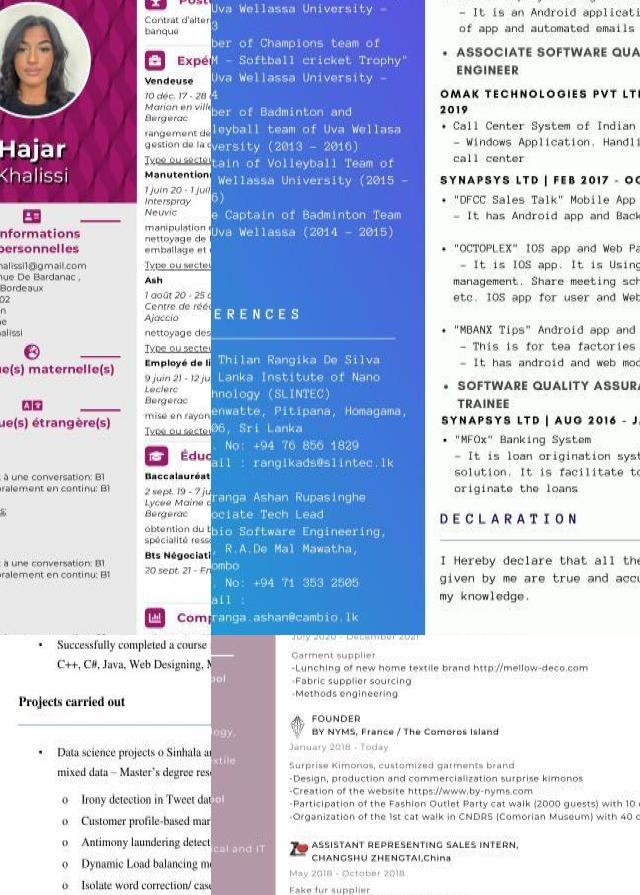 Hajar
Khalissi
nformations
personnelles
halissi1@gmail.com
nue De Bardanac ,
Bordeaux
02
n
ne
halissi
ue(s) maternelle(s)
ue(s) étrangère(s)
t à une conversation: B1
oralement en continu: B1
s:
t à une conversation: B1
oralement en continu: B1
Contrat d'alter
banque
Expé
Vendeuse
10 déc. 17 - 28
Marion en ville
Bergerac
rangement de
gestion de la c
Type ou secte
Manutention
1 juin 20 - 1 juil
Interspray
Neuvic
manipulation
nettoyage de
emballage et
Type ou secteu
Ash
1 août 20 - 25 a
Centre de réé
Ajaccio
nettoyage des
Type ou secteu
Employé de li
9 juin 21 - 12 ju
Leclerc
Bergerac
mise en rayon
Type ou secteu
Éduc
Baccalauréat
2 sept. 19 - 7 ju
Lycee Maine d
Bergerac
obtention du b
spécialité ress
Bts Négociati
20 sept. 21 - En
Comp
Uva Wellassa University –
3
ber of Champions team of
M - Softball cricket Trophy"
Uva Wellassa University –
4
ber of Badminton and
leyball team of Uva Wellasa
versity (2013 – 2016)
tain of Volleyball Team of
Wellassa University (2015 –
6)
e Captain of Badminton Team
Uva Wellassa (2014 – 2015)
ERENCES
Thilan Rangika De Silva
Lanka Institute of Nano
hnology (SLINTEC)
enwatte, Pitipana, Homagama,
06, Sri Lanka
. No: +94 76 856 1829
ail : rangikads@slintec.lk
ranga Ashan Rupasinghe
ociate Tech Lead
bio Software Engineering,
, R.A.De Mal Mawatha,
ombo
. No: +94 71 353 2505
ail :
ranga.ashan@cambio.lk
– It is an Android applicati
of app and automated emails
• ASSOCIATE SOFTWARE QUA
ENGINEER
OMAK TECHNOLOGIES PVT LT
2019
• Call Center System of Indian
– Windows Application. Handli
call center
SYNAPSYS LTD | FEB 2017 - OC
• "DFCC Sales Talk" Mobile App
– It has Android app and Back
• "OCTOPLEX" IOS app and Web Pa
– It is IOS app. It is Using
management. Share meeting sch
etc. IOS app for user and Web
• "MBANX Tips" Android app and
– This is for tea factories
– It has android and web mod
• SOFTWARE QUALITY ASSURA
TRAINEE
SYNAPSYS LTD | AUG 2016 - JA
• "MFOx" Banking System
– It is loan origination syst
solution. It is facilitate to
originate the loans
DECLARATION
I Hereby declare that all the
given by me are true and accu
my knowledge.
• Successfully completed a course
C++, C#, Java, Web Designing, M
Projects carried out
• Data science projects o Sinhala an
mixed data – Master's degree res
o Irony detection in Tweet dat
o Customer profile-based mar
o Antimony laundering detect
o Dynamic Load balancing me
o Isolate word correction/ case
ool
logy,
extile
ool
ical and IT
July 2020 - December 2021
Garment supplier
-Lunching of new home textile brand http://mellow-deco.com
-Fabric supplier sourcing
-Methods engineering
FOUNDER
BY NYMS, France / The Comoros Island
January 2018 - Today
Surprise Kimonos, customized garments brand
-Design, production and commercialization surprise kimonos
-Creation of the website https://www.by-nyms.com
-Participation of the Fashion Outlet Party cat walk (2000 guests) with 10 d
-Organization of the 1st cat walk in CNDRS (Comorian Museum) with 40 c
ASSISTANT REPRESENTING SALES INTERN,
CHANGSHU ZHENGTAI,China
May 2018 - October 2018
Fake fur supplier